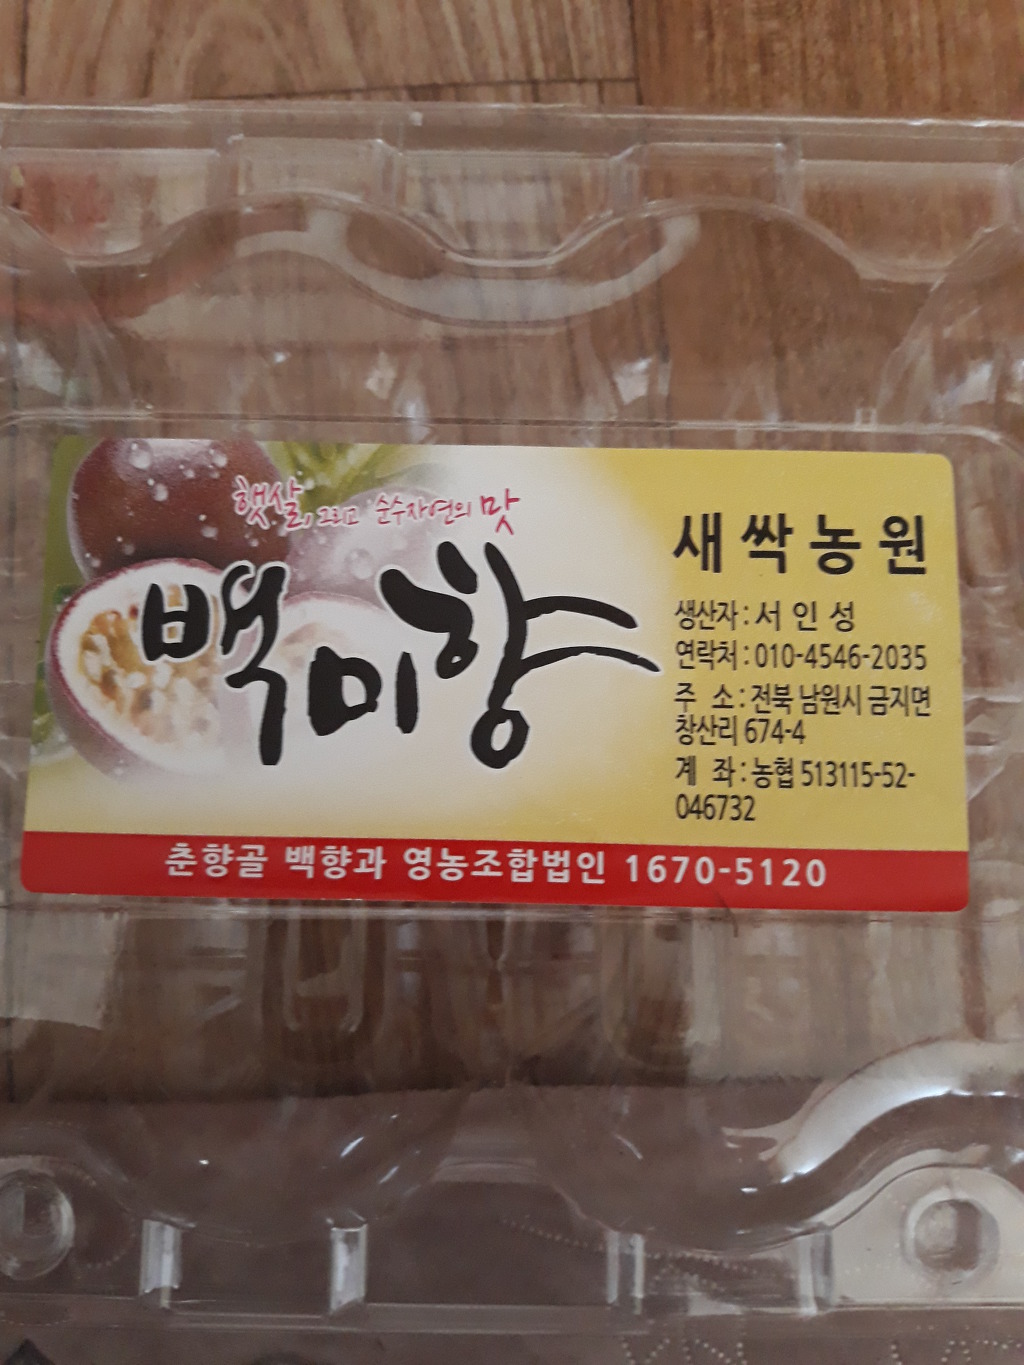 햇살, 그리고 순수자연의 맛
백미향
새싹농원
생산자 : 서 인 성
연락처 : 010-4546-2035
주 소 : 전북 남원시 금지면
창산리 674-4
계 좌 : 농협 513115-52-
046732
춘향골 백향과 영농조합법인 1670-5120